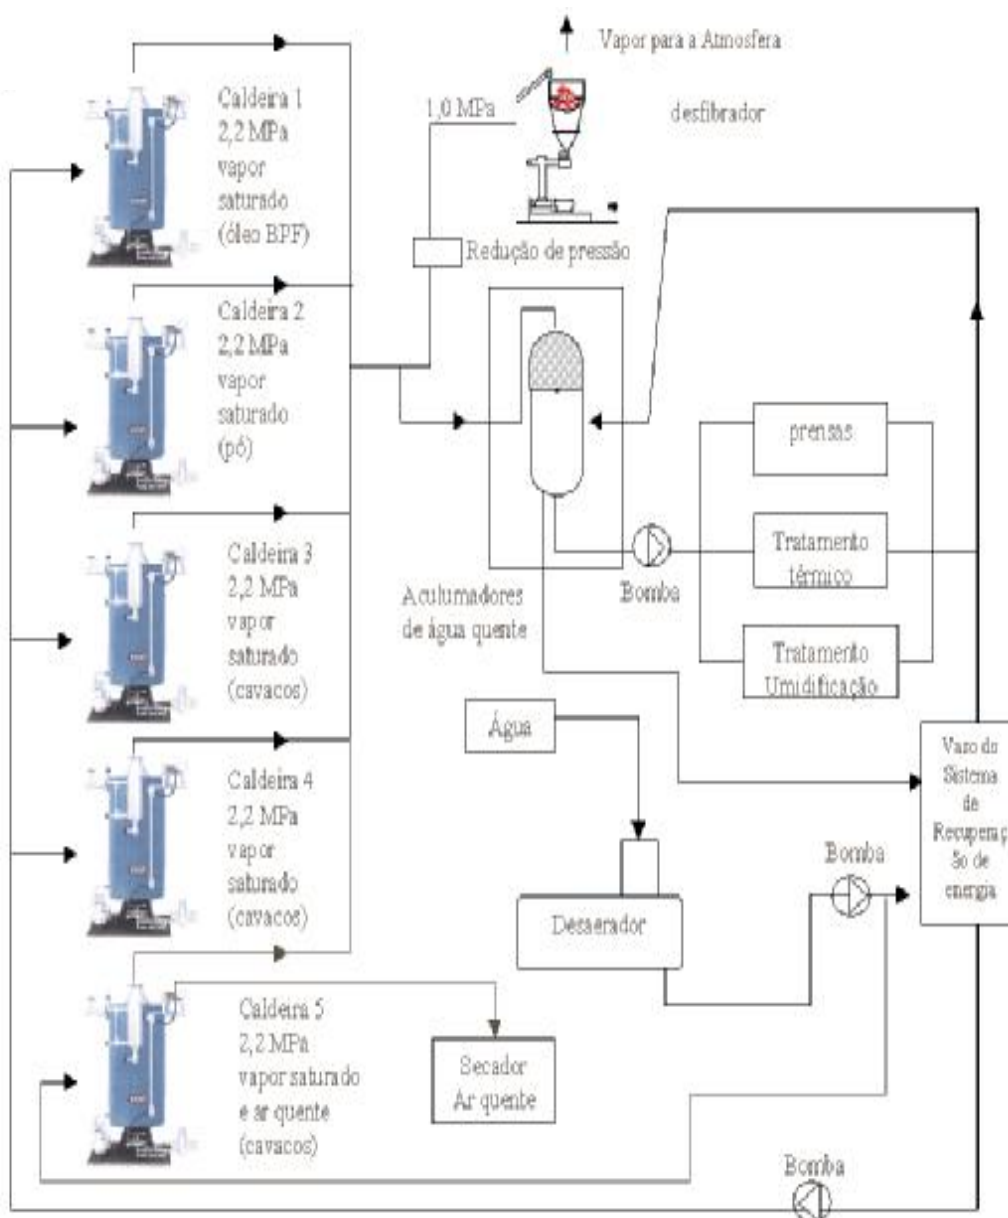 Caldeira 1
2,2 MPa
vapor
saturado
(óleo BPF)
Vapor para a Atmosfera
1,0 MPa
desfibrador
Redução de pressão
Caldeira 2
2,2 MPa
vapor
saturado
(pó)
prensas
Caldeira 3
2,2 MPa
vapor
saturado
(cavacos)
Bomba
Tratamento
térmico
Aculumadores
de água quente
Tratamento
Umidificação
Água
Caldeira 4
2,2 MPa
vapor
saturado
(cavacos)
Vaso do
Sistema
de
Recuperaç
ão de
energia
Bomba
Desaerador
Caldeira 5
2,2 MPa
vapor saturado
e ar quente
(cavacos)
Secador
Ar quente
Bomba